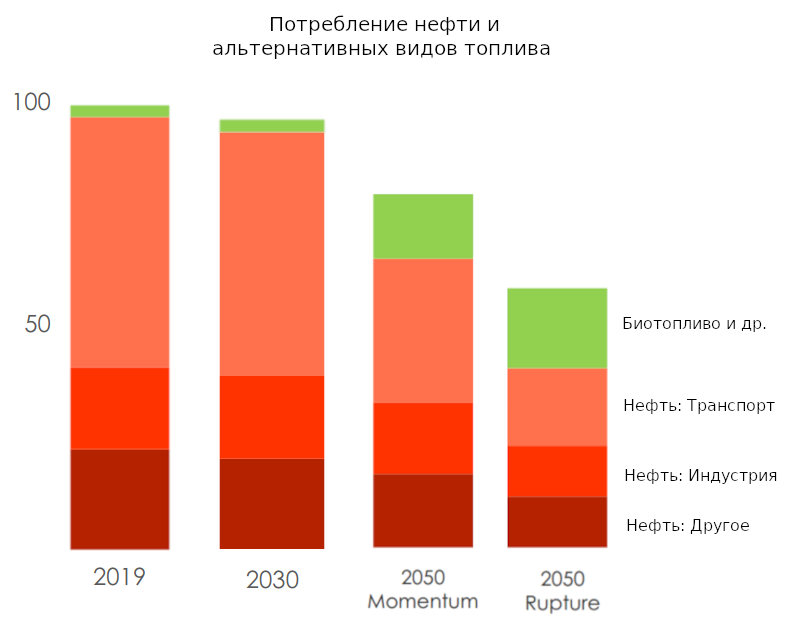 Потребление нефти и
альтернативных видов топлива
100
50
Биотопливо и др.
Нефть: Транспорт
Нефть: Индустрия
Нефть: Другое
2019
2030
2050
Momentum
2050
Rupture